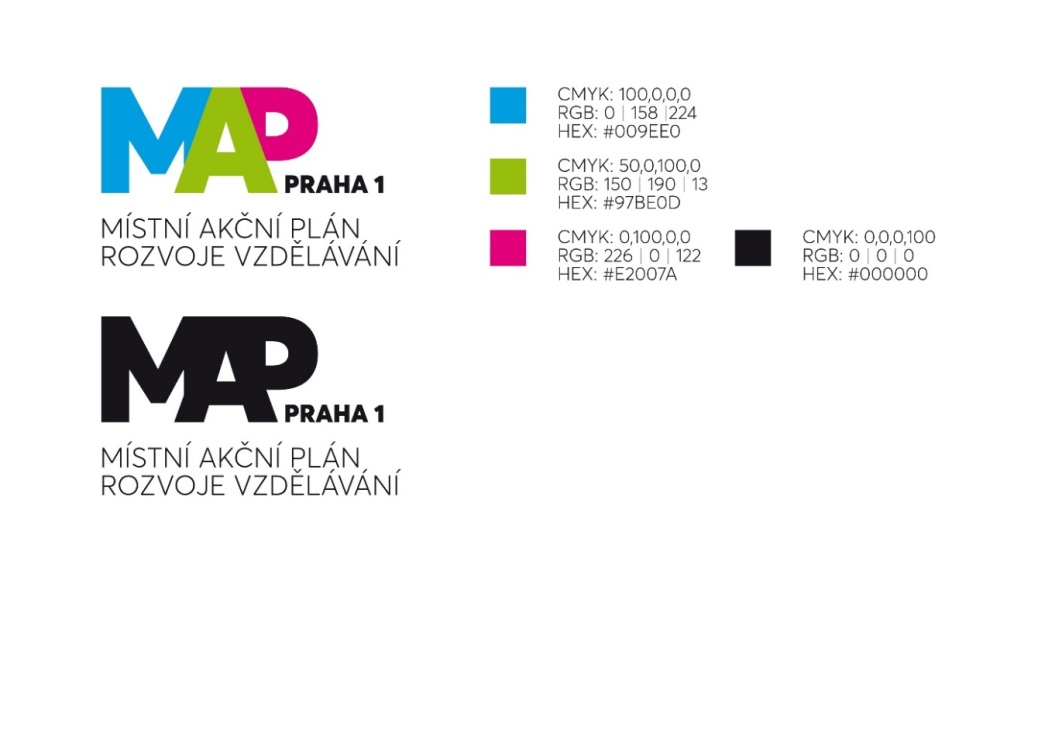 MAP
PRAHA 1
MÍSTNÍ AKČNÍ PLÁN
ROZVOJE VZDĚLÁVÁNÍ
CMYK: 100,0,0,0
RGB: 0 | 158 |224
HEX: #009EE0
CMYK: 50,0,100,0
RGB: 150 | 190 | 13
HEX: #97BE0D
CMYK: 0,100,0,0
RGB: 226 | 0 | 122
HEX: #E2007A
CMYK: 0,0,0,100
RGB: 0 | 0 | 0
HEX: #000000
MAP
PRAHA 1
MÍSTNÍ AKČNÍ PLÁN
ROZVOJE VZDĚLÁVÁNÍ